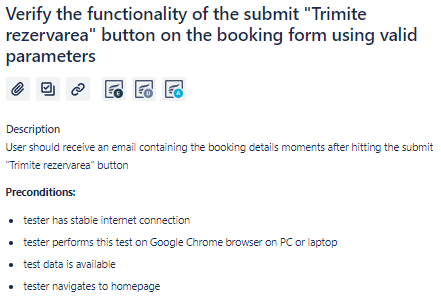 Verify the functionality of the submit "Trimite
rezervarea" button on the booking form using valid
parameters
Description
User should receive an email containing the booking details moments after hitting the submit
"Trimite rezervarea" button
Preconditions:
• tester has stable internet connection
• tester performs this test on Google Chrome browser on PC or laptop
• test data is available
• tester navigates to homepage